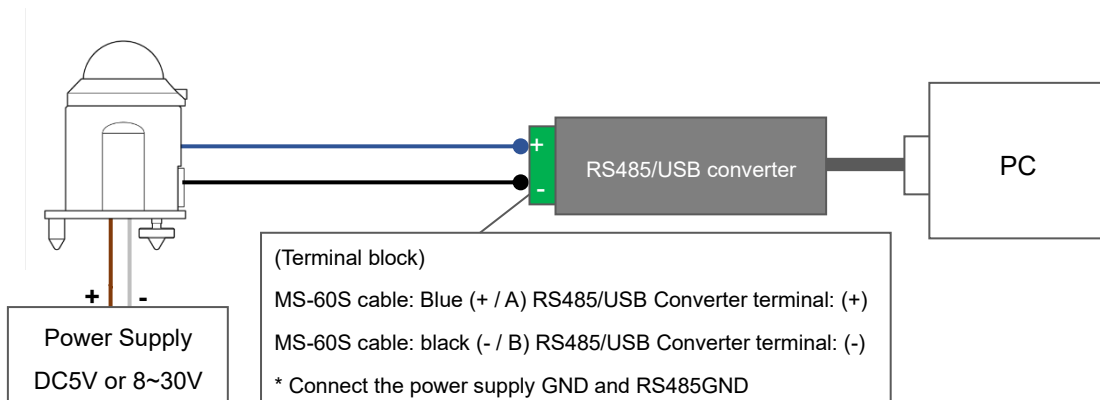 +
-
RS485/USB converter
PC
(Terminal block)
MS-60S cable: Blue (+ / A) RS485/USB Converter terminal: (+)
MS-60S cable: black (- / B) RS485/USB Converter terminal: (-)
* Connect the power supply GND and RS485GND
+ -
Power Supply
DC5V or 8~30V